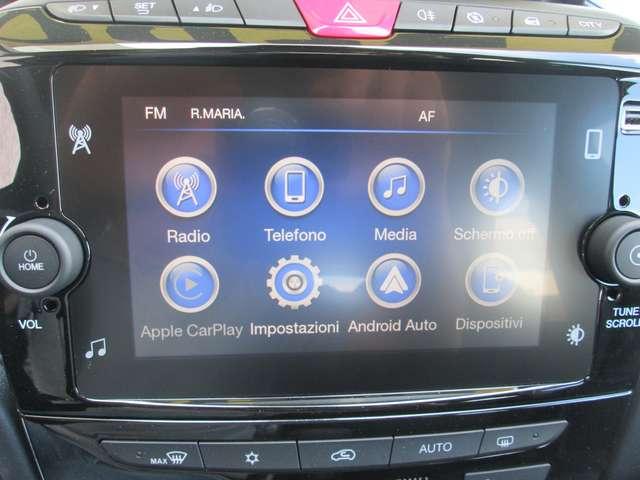 SET
CITY
FM R.MARIA. AF
Radio Telefono Media Schermo off
HOME
VOL
Apple CarPlay Impostazioni Android Auto Dispositivi
TUNE
SCROLL
MAX AUTO